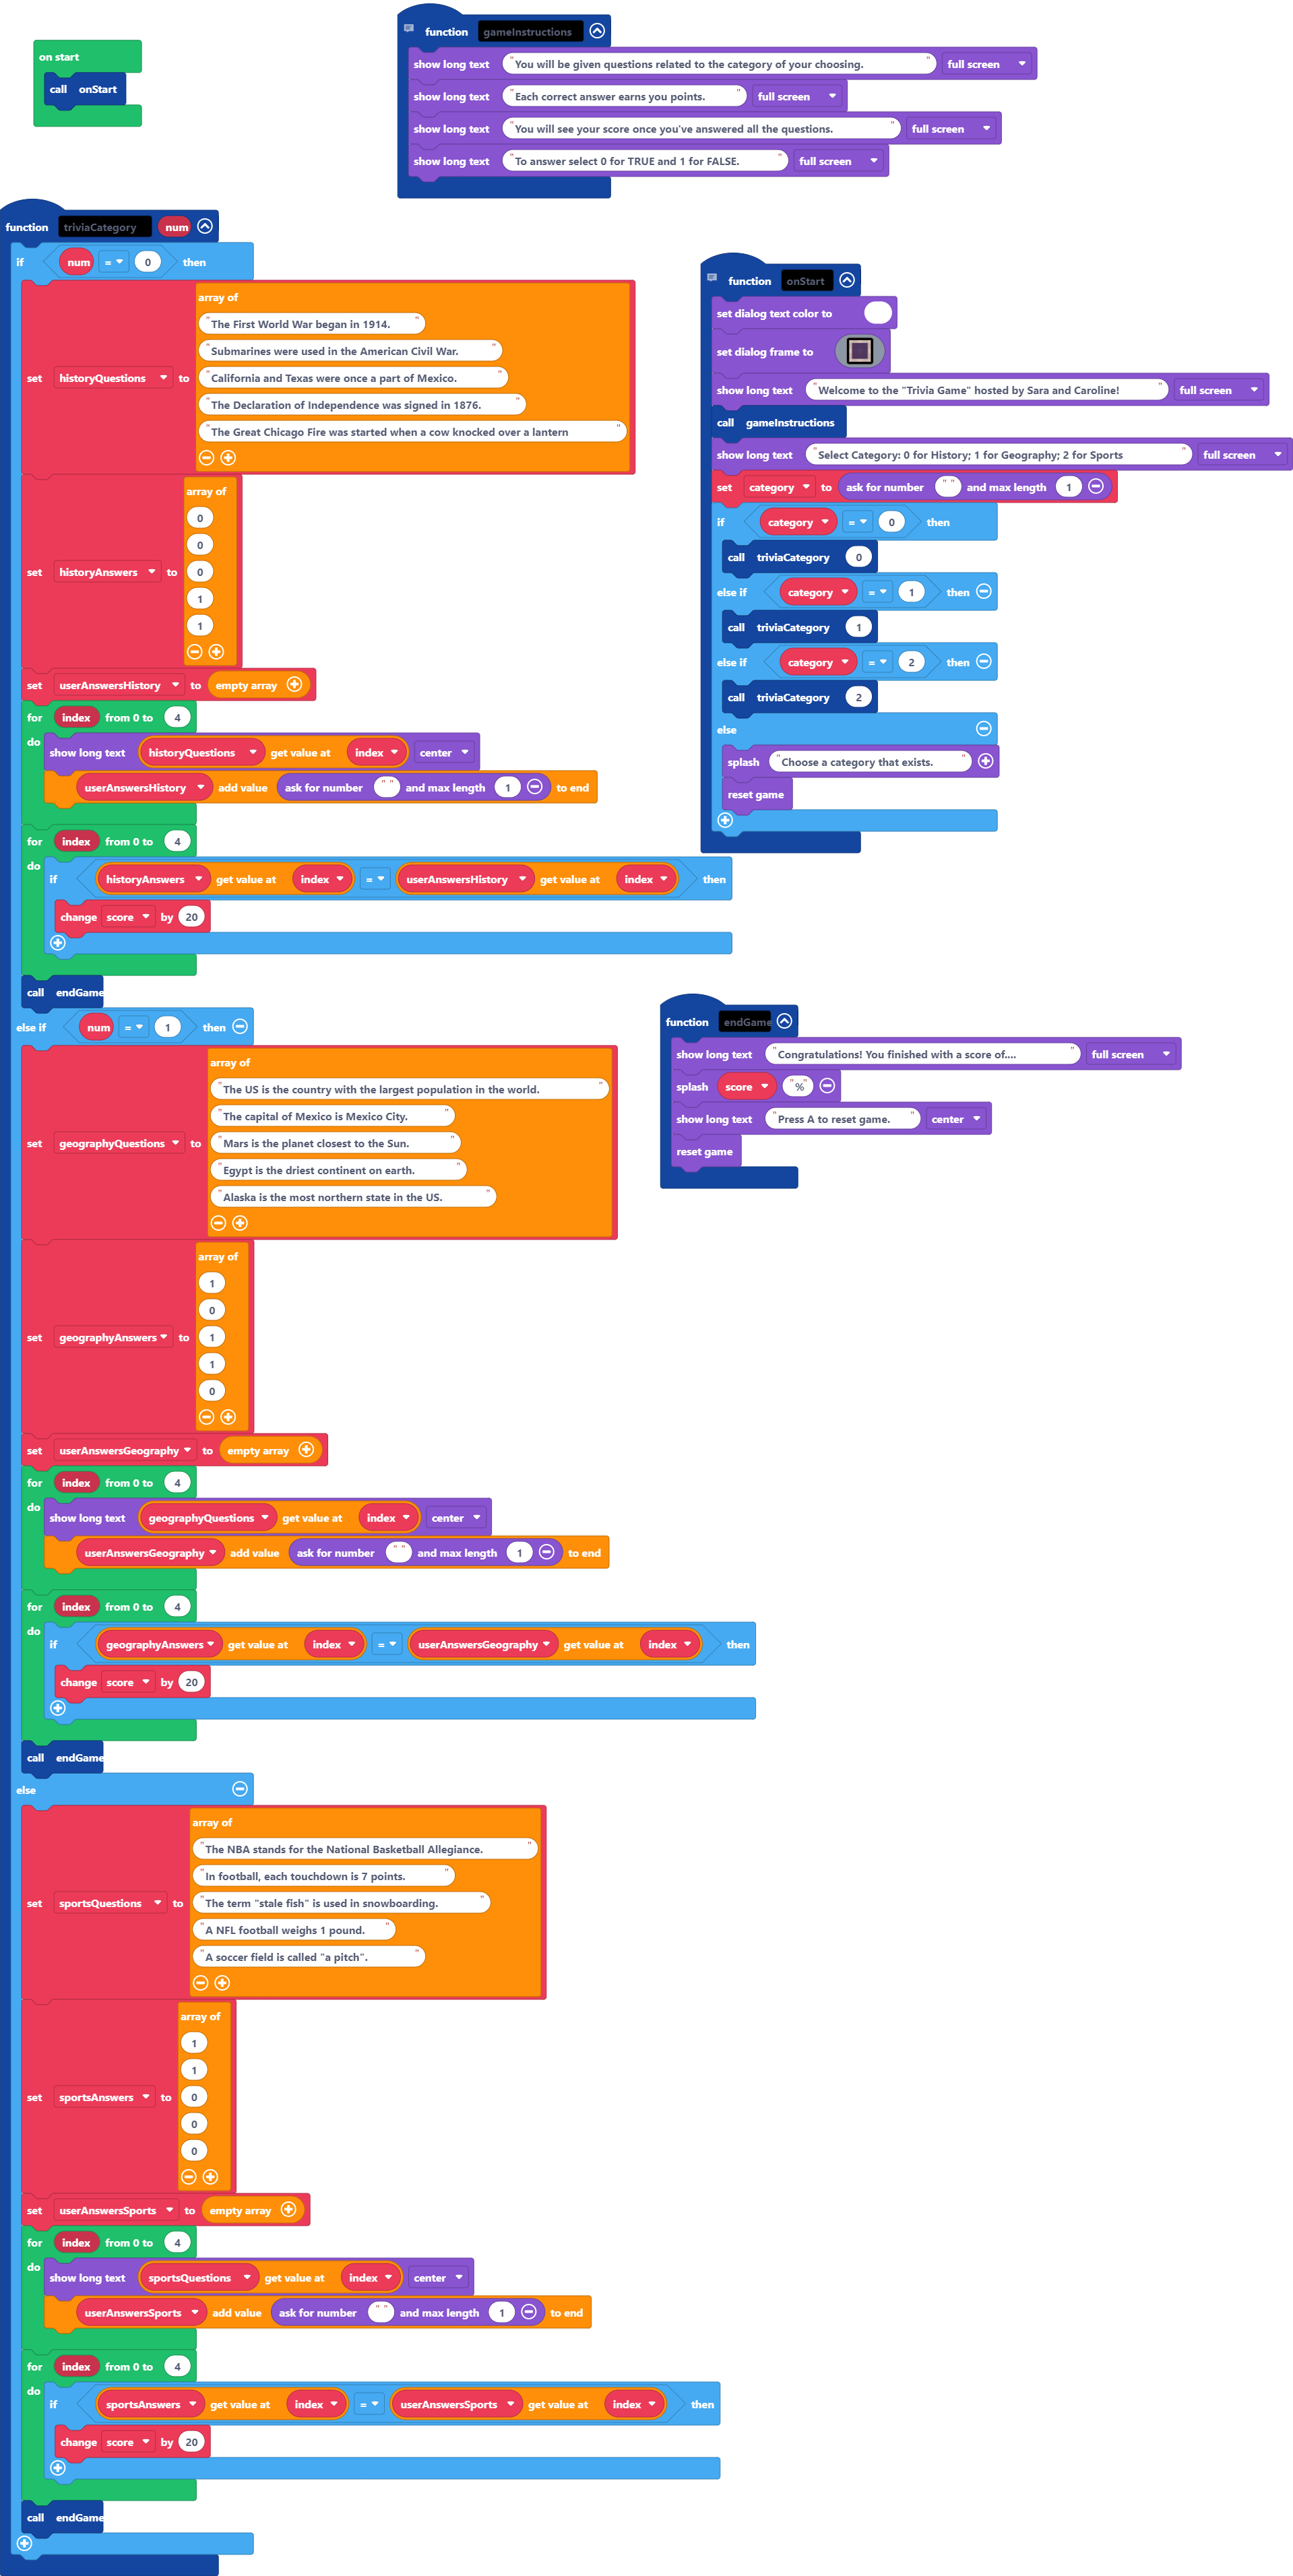 on start
call onStart
function gameInstructions
show long text "You will be given questions related to the category of your choosing." full screen
show long text "Each correct answer earns you points." full screen
show long text "You will see your score once you've answered all the questions." full screen
show long text "To answer select 0 for TRUE and 1 for FALSE." full screen
function triviaCategory num
if num = 0 then
set historyQuestions to array of
"The First World War began in 1914."
"Submarines were used in the American Civil War."
"California and Texas were once a part of Mexico."
"The Declaration of Independence was signed in 1876."
"The Great Chicago Fire was started when a cow knocked over a lantern"
set historyAnswers to array of
0
0
0
1
1
set userAnswersHistory to empty array
for index from 0 to 4
do show long text historyQuestions get value at index center
userAnswersHistory add value ask for number "" and max length 1 to end
for index from 0 to 4
do if historyAnswers get value at index = userAnswersHistory get value at index then
change score by 20
call endGame
else if num = 1 then
set geographyQuestions to array of
"The US is the country with the largest population in the world."
"The capital of Mexico is Mexico City."
"Mars is the planet closest to the Sun."
"Egypt is the driest continent on earth."
"Alaska is the most northern state in the US."
set geographyAnswers to array of
1
0
1
1
0
set userAnswersGeography to empty array
for index from 0 to 4
do show long text geographyQuestions get value at index center
userAnswersGeography add value ask for number "" and max length 1 to end
for index from 0 to 4
do if geographyAnswers get value at index = userAnswersGeography get value at index then
change score by 20
call endGame
else
set sportsQuestions to array of
"The NBA stands for the National Basketball Allegiance."
"In football, each touchdown is 7 points."
"The term "stale fish" is used in snowboarding."
"A NFL football weighs 1 pound."
"A soccer field is called "a pitch"."
set sportsAnswers to array of
1
1
0
0
0
set userAnswersSports to empty array
for index from 0 to 4
do show long text sportsQuestions get value at index center
userAnswersSports add value ask for number "" and max length 1 to end
for index from 0 to 4
do if sportsAnswers get value at index = userAnswersSports get value at index then
change score by 20
call endGame
function onStart
set dialog text color to
set dialog frame to
show long text "Welcome to the "Trivia Game" hosted by Sara and Caroline!" full screen
call gameInstructions
show long text "Select Category: 0 for History; 1 for Geography; 2 for Sports" full screen
set category to ask for number "" and max length 1
if category = 0 then
call triviaCategory 0
else if category = 1 then
call triviaCategory 1
else if category = 2 then
call triviaCategory 2
else
splash "Choose a category that exists."
reset game
function endGame
show long text "Congratulations! You finished with a score of...." full screen
splash score "%"
show long text "Press A to reset game." center
reset game